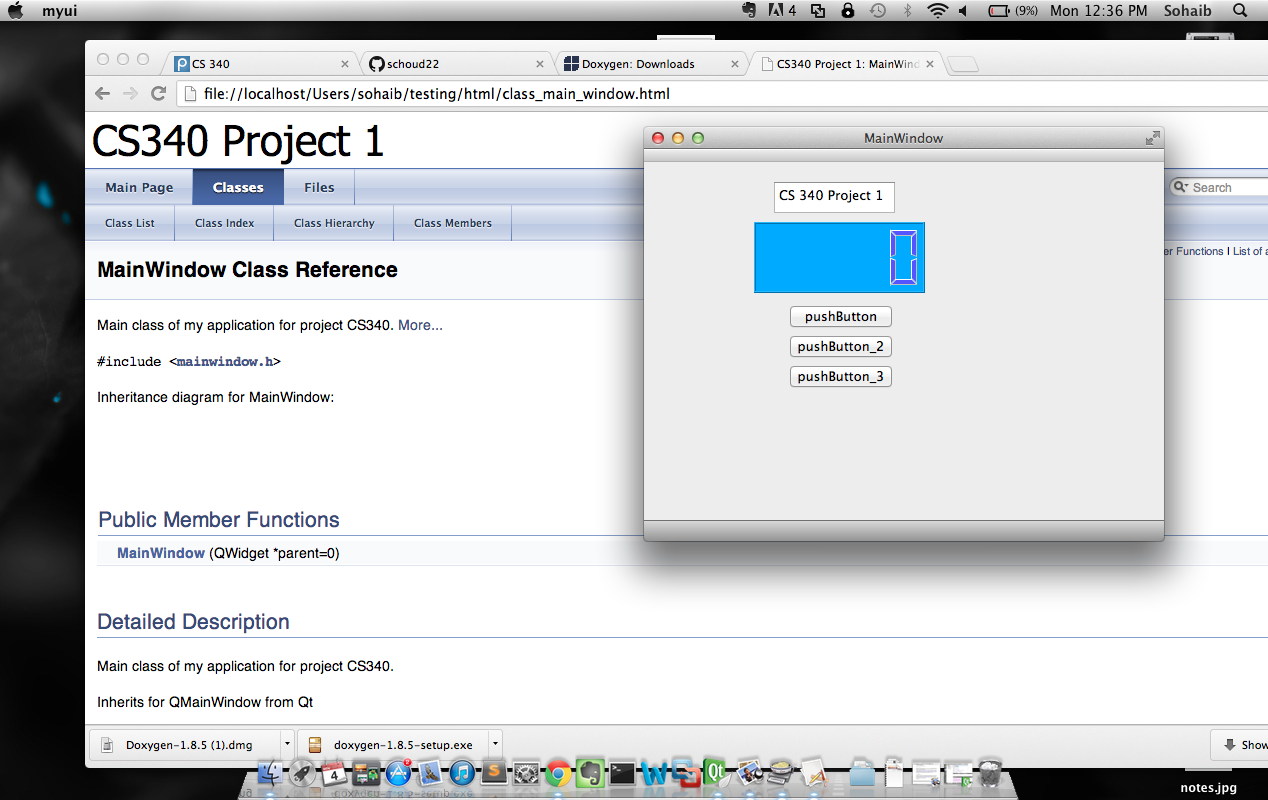 myui
4
(9%)
Mon 12:36 PM
Sohaib
CS 340
schoud22
Doxygen: Downloads
CS340 Project 1: MainWind
file://localhost/Users/sohaib/testing/html/class_main_window.html
CS340 Project 1
Main Page
Classes
Files
Search
Class List
Class Index
Class Hierarchy
Class Members
er Functions | List of a
MainWindow Class Reference
Main class of my application for project CS340. More...
#include <mainwindow.h>
Inheritance diagram for MainWindow:
Public Member Functions
MainWindow (QWidget *parent=0)
Detailed Description
Main class of my application for project CS340.
Inherits for QMainWindow from Qt
MainWindow
CS 340 Project 1
0
pushButton
pushButton_2
pushButton_3
Doxygen-1.8.5 (1).dmg
doxygen-1.8.5-setup.exe
Show
4
S
W
Qt
notes.jpg